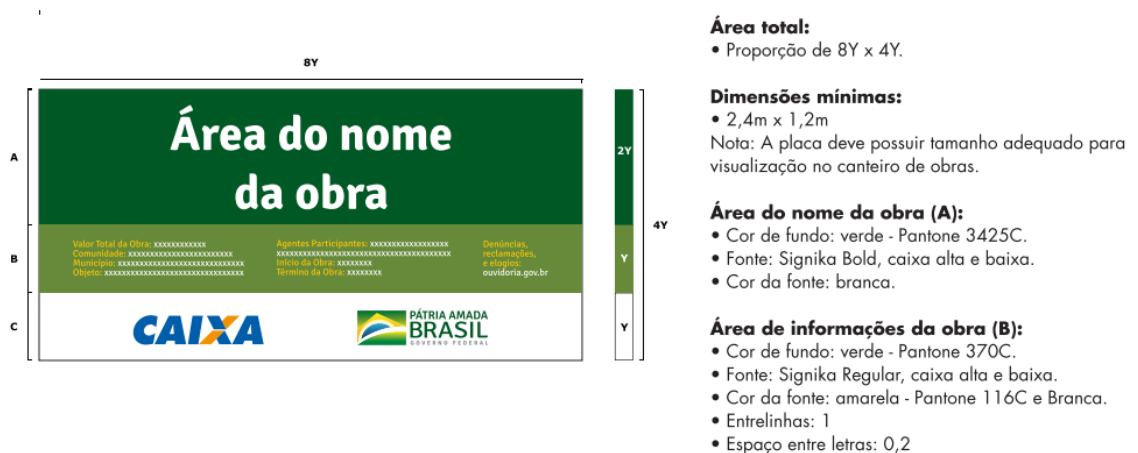 8Y
A
Área do nome
da obra
2Y
4Y
B
Valor Total da Obra: xxxxxxxxxxxx
Comunidade: xxxxxxxxxxxxxxxxxxxxxxxx
Município: xxxxxxxxxxxxxxxxxxxxxxxxxxxxx
Objeto: xxxxxxxxxxxxxxxxxxxxxxxxxxxxxxxx
Agentes Participantes: xxxxxxxxxxxxxxxxxx
xxxxxxxxxxxxxxxxxxxxxxxxxxxxxxxxxxxxxxxx
Início da Obra: xxxxxxxx
Término da Obra: xxxxxxxx
Denúncias,
reclamações,
e elogios:
ouvidoria.gov.br
Y
C
CAIXA
PÁTRIA AMADA
BRASIL
GOVERNO FEDERAL
Y
Área total:
• Proporção de 8Y x 4Y.
Dimensões mínimas:
• 2,4m x 1,2m
Nota: A placa deve possuir tamanho adequado para
visualização no canteiro de obras.
Área do nome da obra (A):
• Cor de fundo: verde - Pantone 3425C.
• Fonte: Signika Bold, caixa alta e baixa.
• Cor da fonte: branca.
Área de informações da obra (B):
• Cor de fundo: verde - Pantone 370C.
• Fonte: Signika Regular, caixa alta e baixa.
• Cor da fonte: amarela - Pantone 116C e Branca.
• Entrelinhas: 1
• Espaço entre letras: 0,2